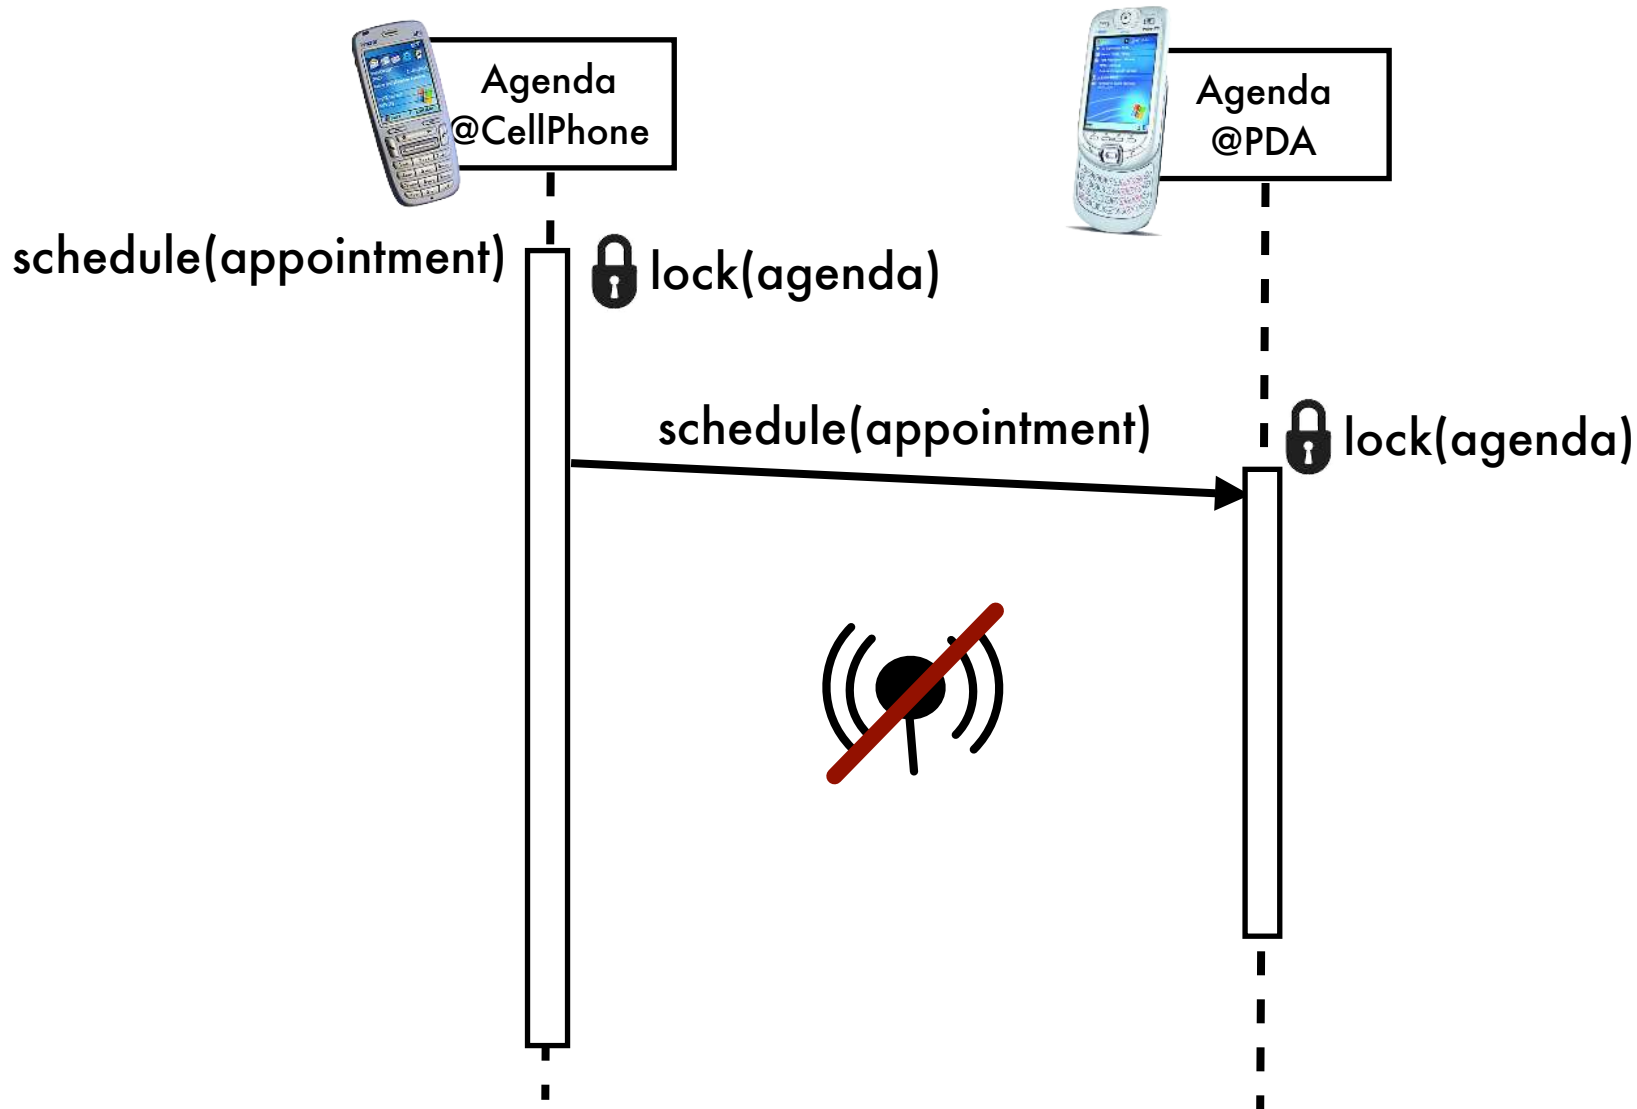 Agenda
@CellPhone
Agenda
@PDA
schedule(appointment)
lock(agenda)
schedule(appointment)
lock(agenda)